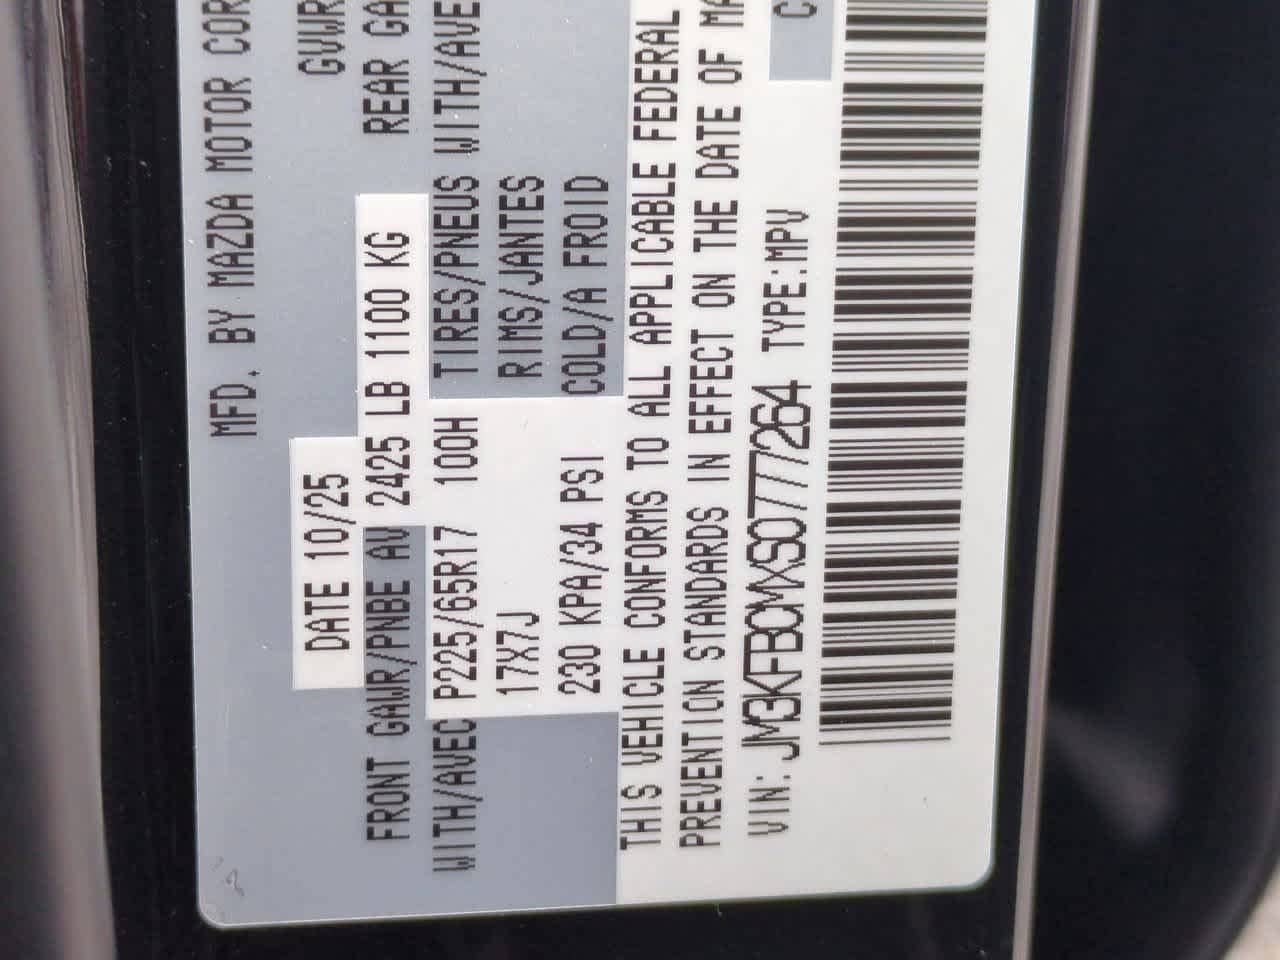 MFD. BY MAZDA MOTOR COR
DATE 10/25 GVWR
FRONT GAWR/PNBE AV 2425 LB 1100 KG REAR GA
WITH/AVEC P225/65R17 100H TIRES/PNEUS WITH/AVE
17X7J RIMS/JANTES
230 KPA/34 PSI COLD/A FROID
THIS VEHICLE CONFORMS TO ALL APPLICABLE FEDERAL
PREVENTION STANDARDS IN EFFECT ON THE DATE OF MA
VIN: JM3KFBCMXS0777264 TYPE:MPV C